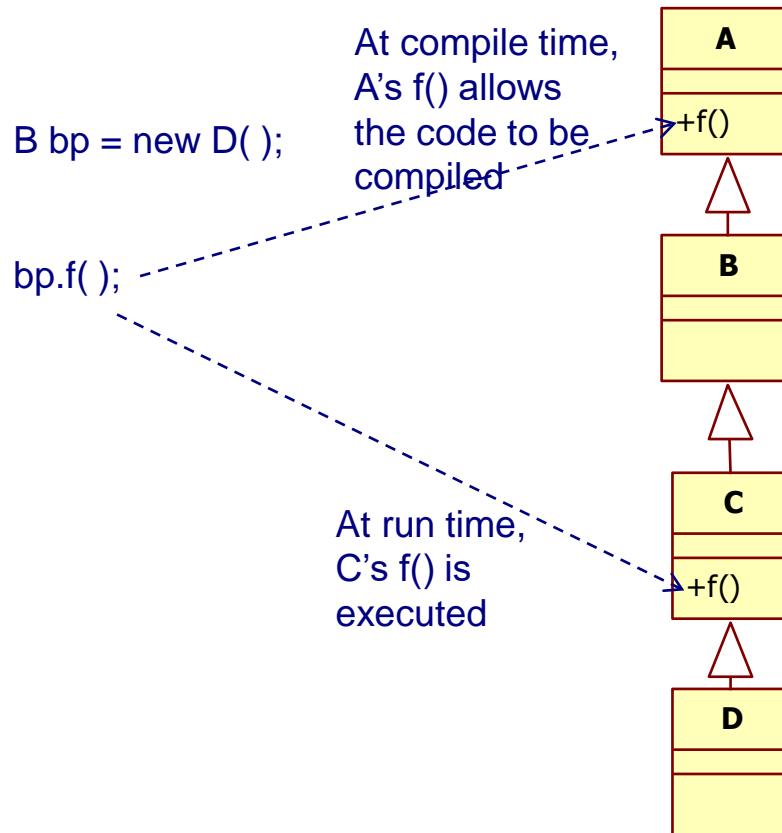 At compile time,
A's f() allows
the code to be
compiled
B bp = new D( );
bp.f( );
At run time,
C's f() is
executed
A
+f()
B
C
+f()
D